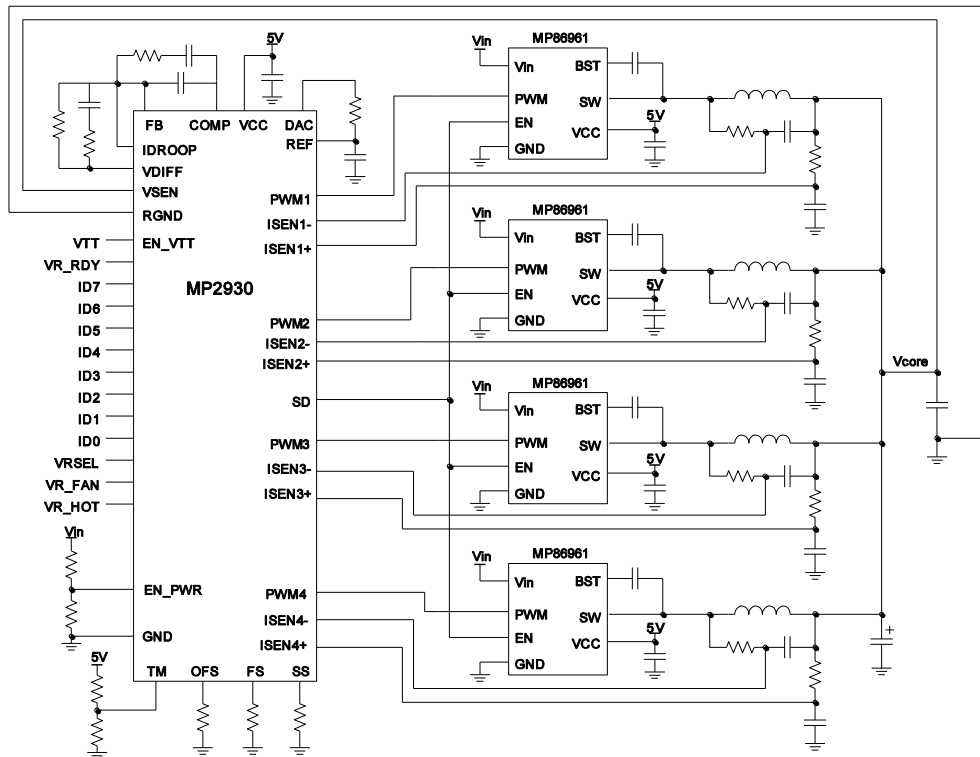 5V
FB COMP VCC DAC
REF
IDROOP
VDIFF
VSEN
RGND
VTT EN_VTT
VR_RDY
ID7
ID6
ID5
ID4
ID3
ID2
ID1
ID0
VRSEL
VR_FAN
VR_HOT
Vin
EN_PWR
GND
5V
TM OFS FS SS
MP2930
PWM1
ISEN1-
ISEN1+
PWM2
ISEN2-
ISEN2+
SD
PWM3
ISEN3-
ISEN3+
PWM4
ISEN4-
ISEN4+
Vin
MP86961
Vin BST
PWM SW
EN 5V
VCC
GND
Vin
MP86961
Vin BST
PWM SW
EN 5V
VCC
GND
Vin
MP86961
Vin BST
PWM SW
EN 5V
VCC
GND
Vin
MP86961
Vin BST
PWM SW
EN 5V
VCC
GND
Vcore
+